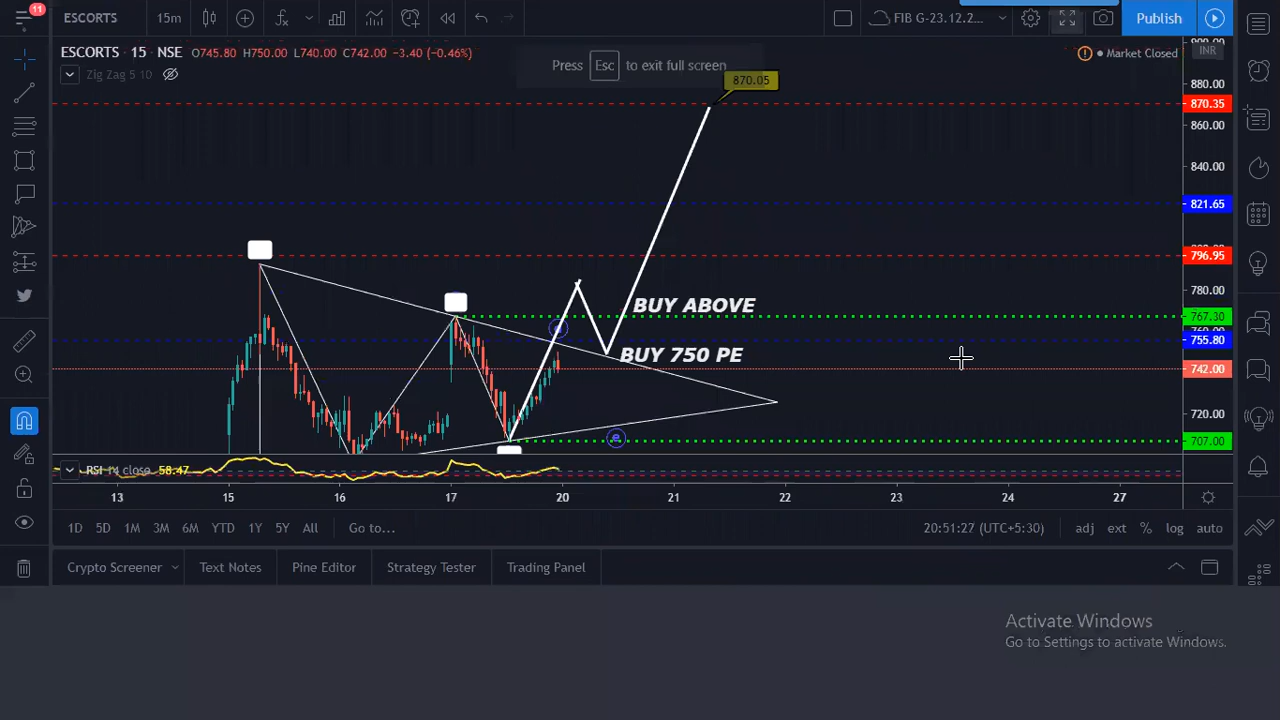 11
ESCORTS
15m
FIB G-23.12.2...
Publish
ESCORTS · 15 · NSE O745.80 H750.00 L740.00 C742.00 −3.40 (−0.46%)
Market Closed
INR
Zig Zag 5 10
Press Esc to exit full screen
870.05
880.00
870.35
860.00
840.00
821.65
796.95
780.00
BUY ABOVE
767.30
755.80
BUY 750 PE
742.00
720.00
707.00
e
RSI 14 close 58.47
13 15 16 17 20 21 22 23 24 27
1D 5D 1M 3M 6M YTD 1Y 5Y All Go to...
20:51:27 (UTC+5:30) adj ext % log auto
Crypto Screener Text Notes Pine Editor Strategy Tester Trading Panel
Activate Windows
Go to Settings to activate Windows.